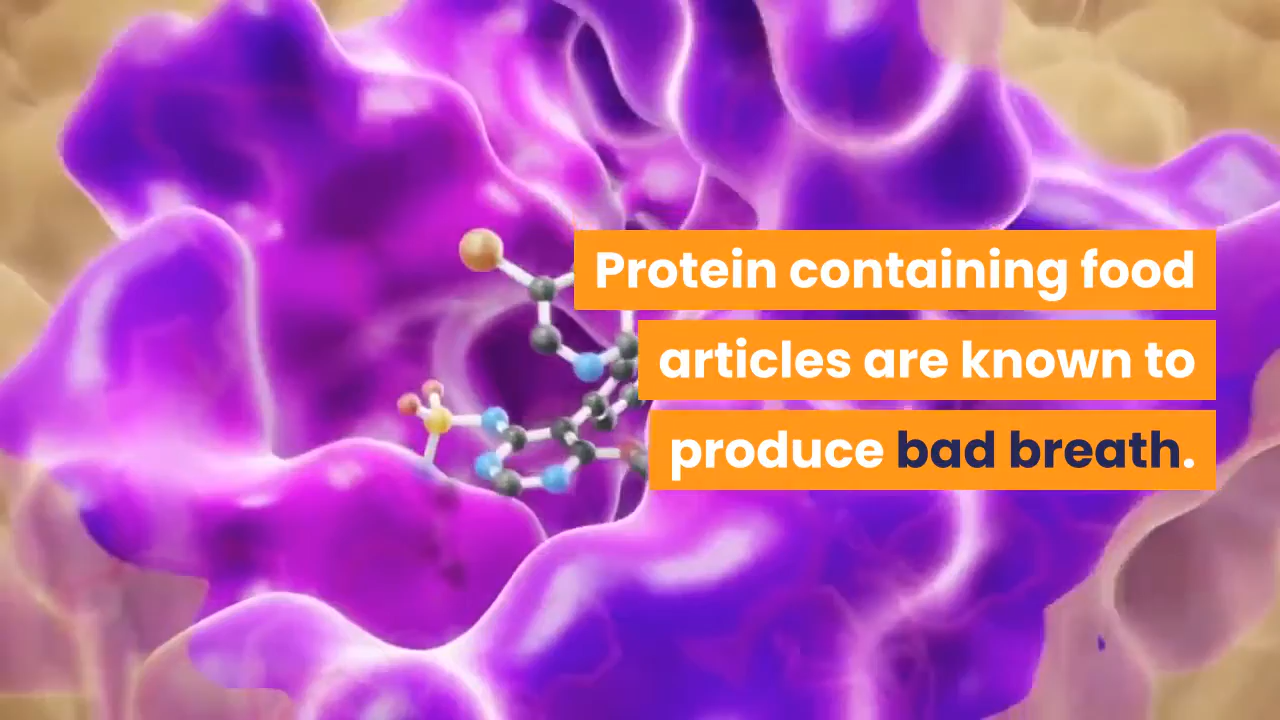 Protein containing food
articles are known to
produce bad breath.